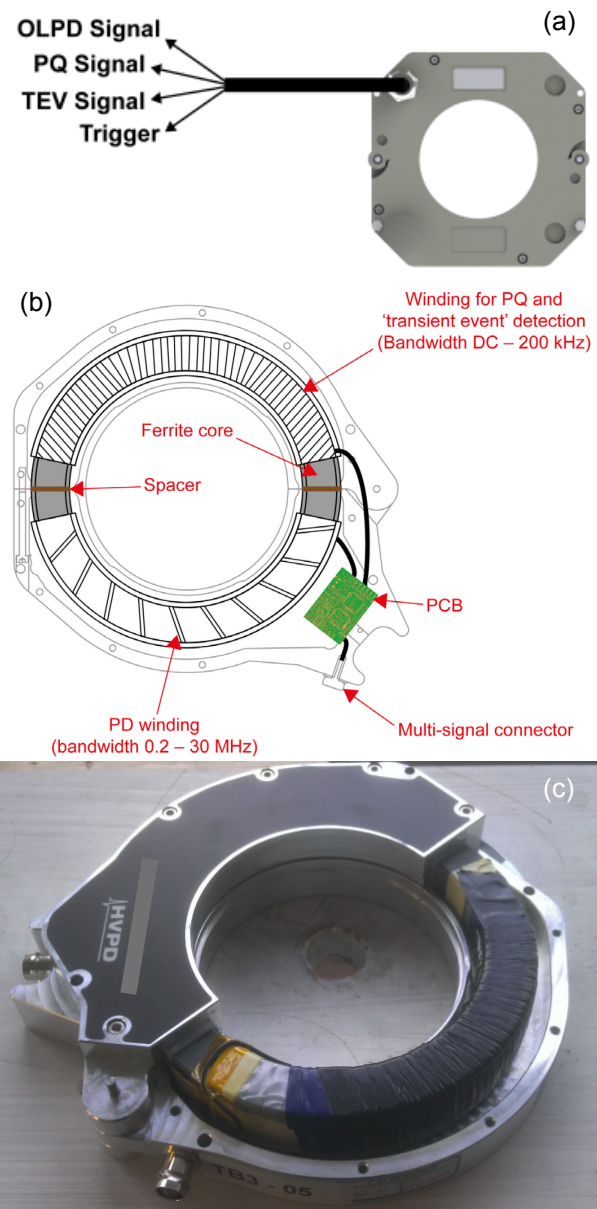 (a)
OLPD Signal
PQ Signal
TEV Signal
Trigger
(b)
Winding for PQ and
‘transient event’ detection
(Bandwidth DC – 200 kHz)
Ferrite core
Spacer
PCB
PD winding
(bandwidth 0.2 – 30 MHz)
Multi-signal connector
(c)
HVPD
TB3 - 05